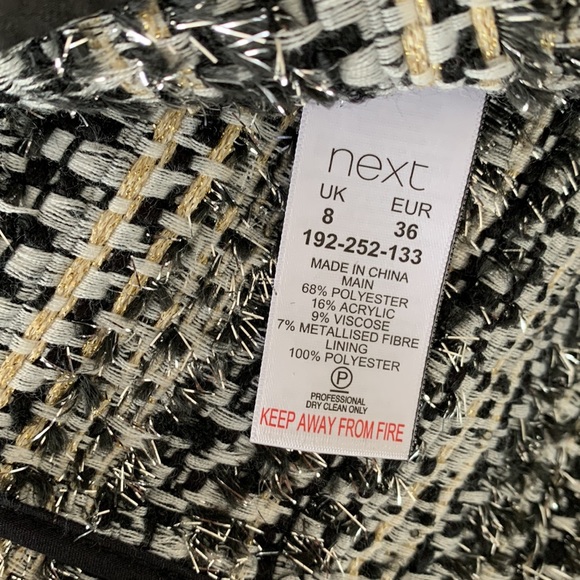 next
UK EUR
8 36
192-252-133
MADE IN CHINA
MAIN
68% POLYESTER
16% ACRYLIC
9% VISCOSE
7% METALLISED FIBRE
LINING
100% POLYESTER
P
PROFESSIONAL
DRY CLEAN ONLY
KEEP AWAY FROM FIRE